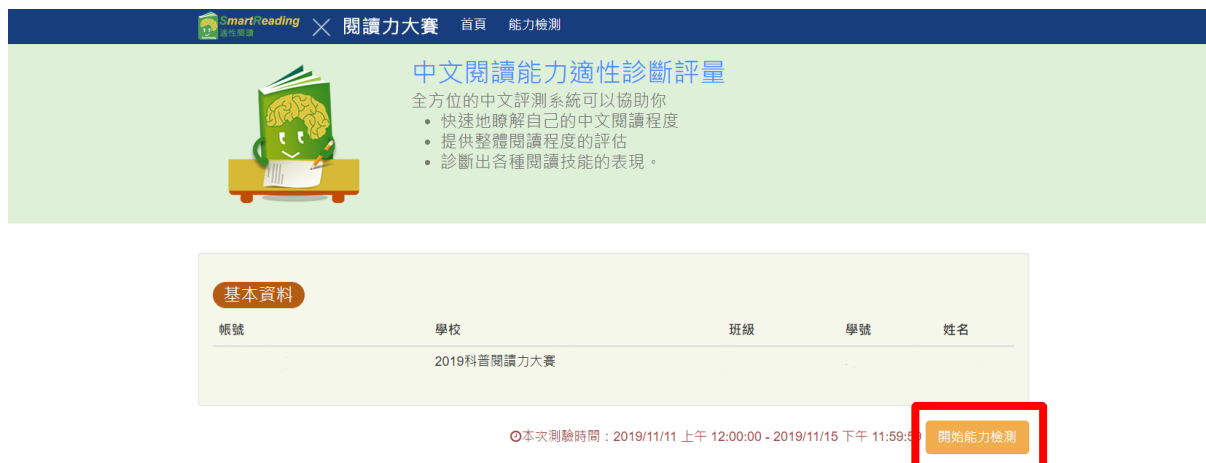 SmartReading
適性閱讀
閱讀力大賽 首頁 能力檢測
中文閱讀能力適性診斷評量
全方位的中文評測系統可以協助你
• 快速地瞭解自己的中文閱讀程度
• 提供整體閱讀程度的評估
• 診斷出各種閱讀技能的表現。
基本資料
帳號 學校 班級 學號 姓名
2019科普閱讀力大賽
本次測驗時間：2019/11/11 上午 12:00:00 - 2019/11/15 下午 11:59:59 開始能力檢測